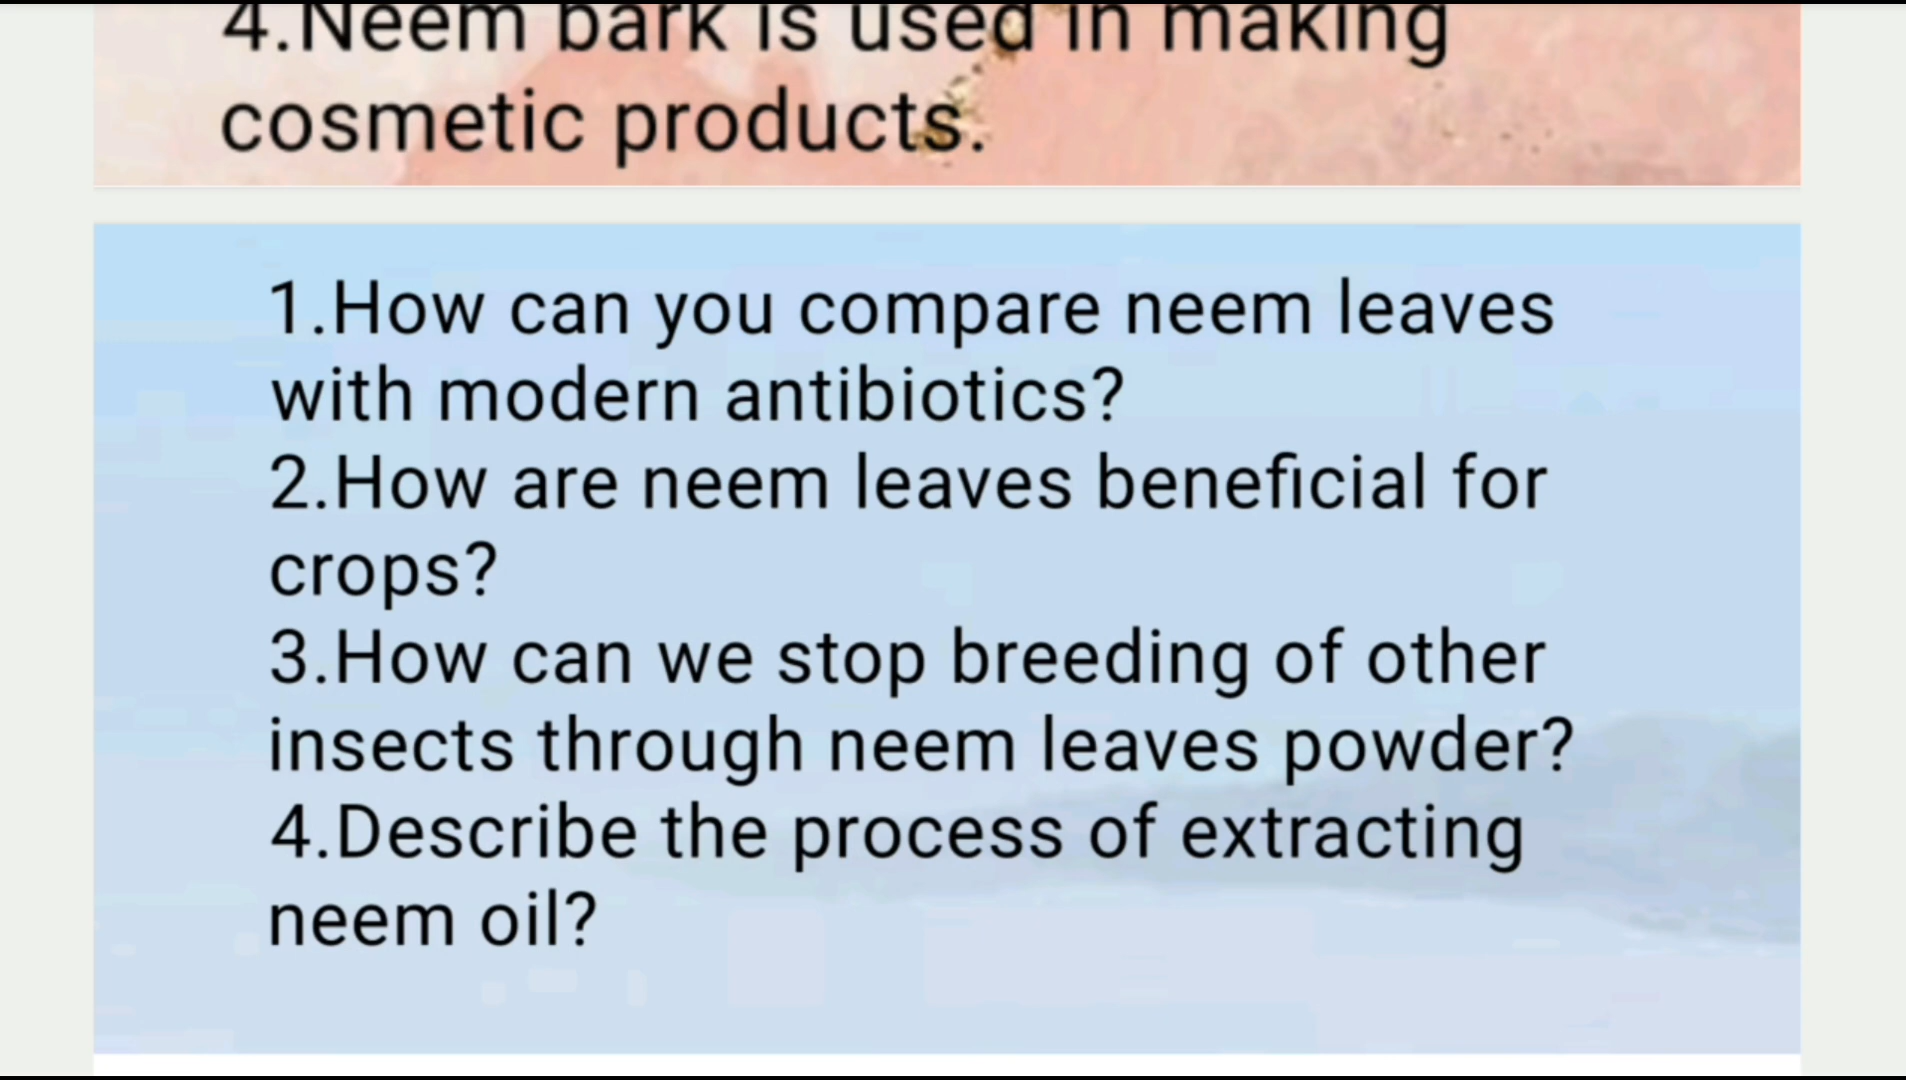 4.Neem bark is used in making
cosmetic products.
1.How can you compare neem leaves
with modern antibiotics?
2.How are neem leaves beneficial for
crops?
3.How can we stop breeding of other
insects through neem leaves powder?
4.Describe the process of extracting
neem oil?